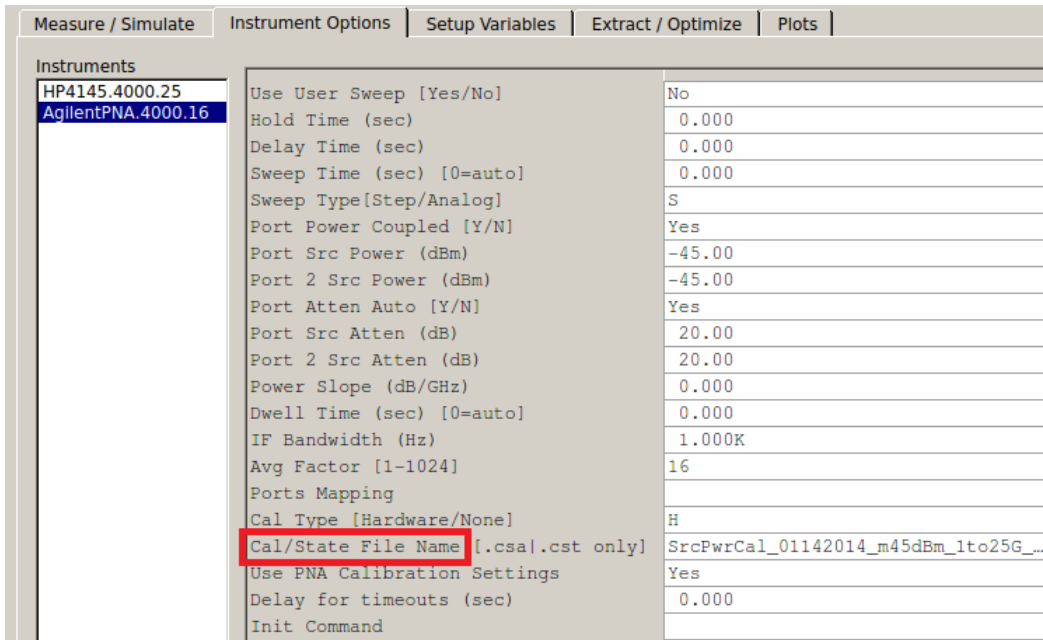 Measure / Simulate Instrument Options Setup Variables Extract / Optimize Plots
Instruments
HP4145.4000.25
AgilentPNA.4000.16
Use User Sweep [Yes/No] No
Hold Time (sec) 0.000
Delay Time (sec) 0.000
Sweep Time (sec) [0=auto] 0.000
Sweep Type[Step/Analog] S
Port Power Coupled [Y/N] Yes
Port Src Power (dBm) -45.00
Port 2 Src Power (dBm) -45.00
Port Atten Auto [Y/N] Yes
Port Src Atten (dB) 20.00
Port 2 Src Atten (dB) 20.00
Power Slope (dB/GHz) 0.000
Dwell Time (sec) [0=auto] 0.000
IF Bandwidth (Hz) 1.000K
Avg Factor [1-1024] 16
Ports Mapping
Cal Type [Hardware/None] H
Cal/State File Name [.csa|.cst only] SrcPwrCal_01142014_m45dBm_1to25G_...
Use PNA Calibration Settings Yes
Delay for timeouts (sec) 0.000
Init Command